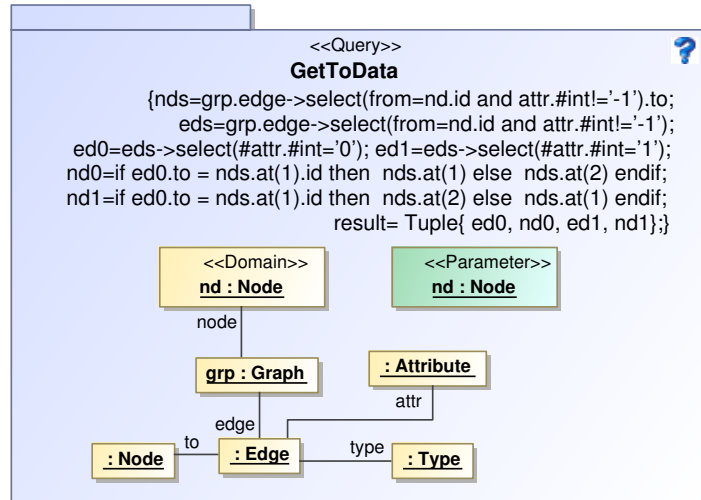 <<Query>>
GetToData
{nds=grp.edge->select(from=nd.id and attr.#int!='-1').to;
eds=grp.edge->select(from=nd.id and attr.#int!='-1');
ed0=eds->select(#attr.#int='0'); ed1=eds->select(#attr.#int='1');
nd0=if ed0.to = nds.at(1).id then nds.at(1) else nds.at(2) endif;
nd1=if ed0.to = nds.at(1).id then nds.at(2) else nds.at(1) endif;
result= Tuple{ ed0, nd0, ed1, nd1};}
<<Domain>>
nd : Node
<<Parameter>>
nd : Node
node
grp : Graph
: Attribute
attr
edge
to
type
: Node
: Edge
: Type